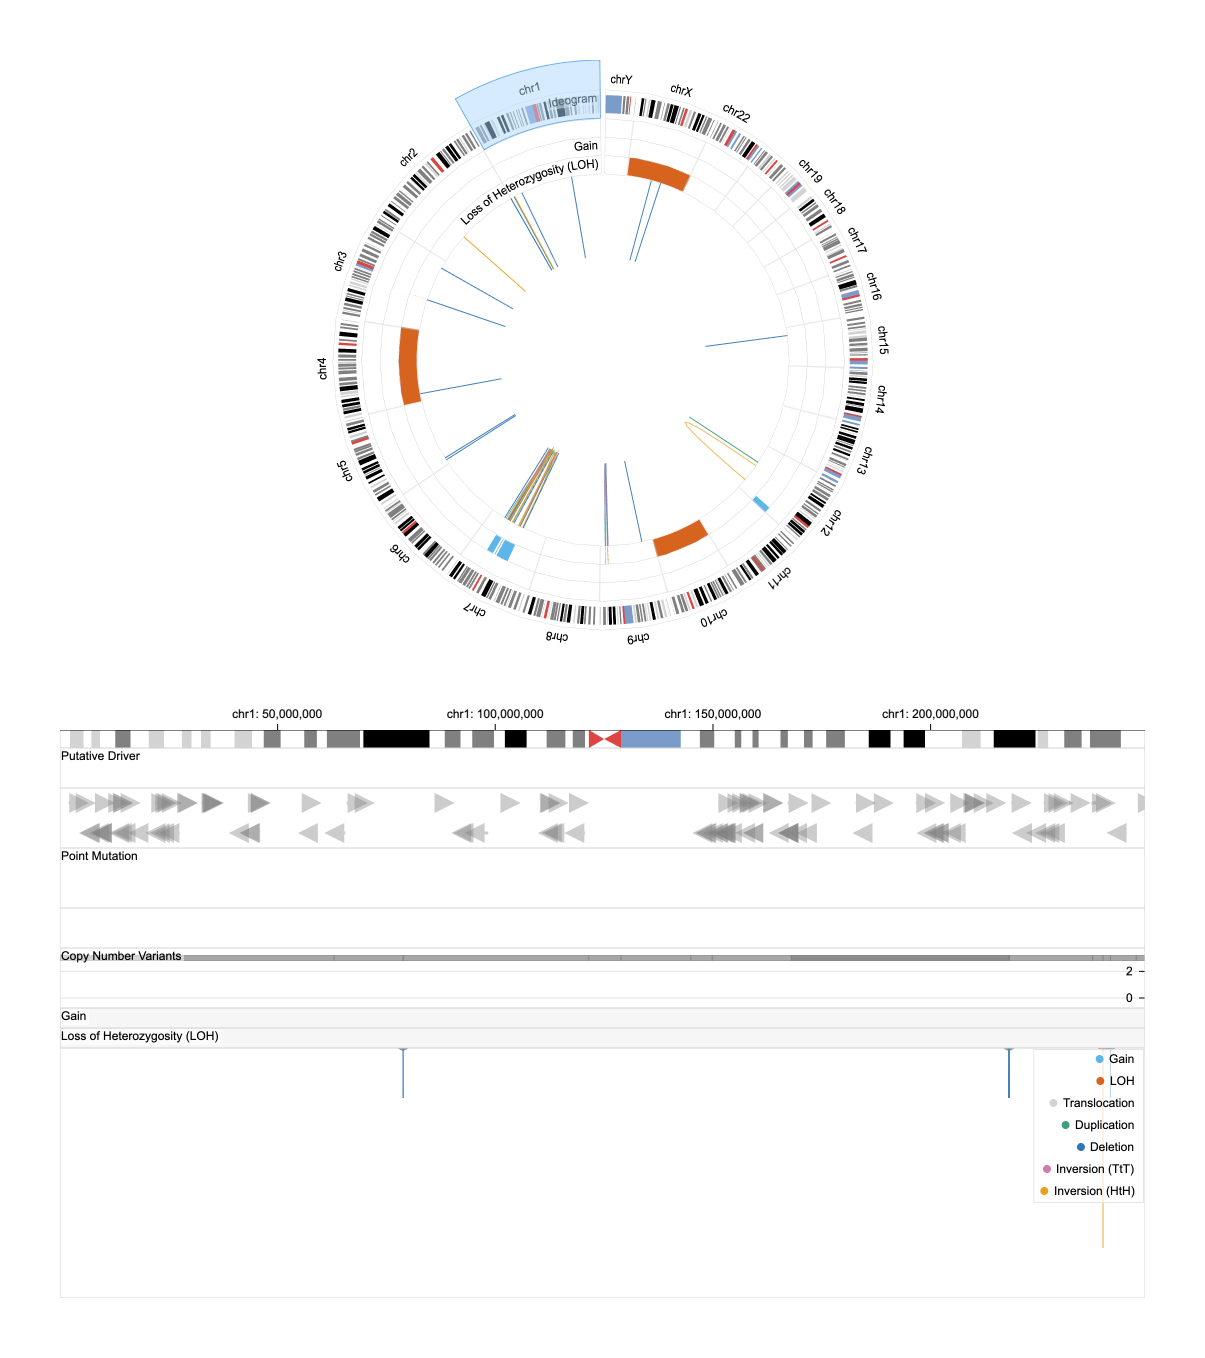 chr1
Ideogram
Gain
Loss of Heterozygosity (LOH)
chrY
chrX
chr22
chr19
chr18
chr17
chr16
chr15
chr14
chr13
chr12
chr11
chr10
chr9
chr8
chr7
chr6
chr5
chr4
chr3
chr2
chr1: 50,000,000 chr1: 100,000,000 chr1: 150,000,000 chr1: 200,000,000
Putative Driver
Point Mutation
Copy Number Variants
2
0
Gain
Loss of Heterozygosity (LOH)
Gain
LOH
Translocation
Duplication
Deletion
Inversion (TtT)
Inversion (HtH)